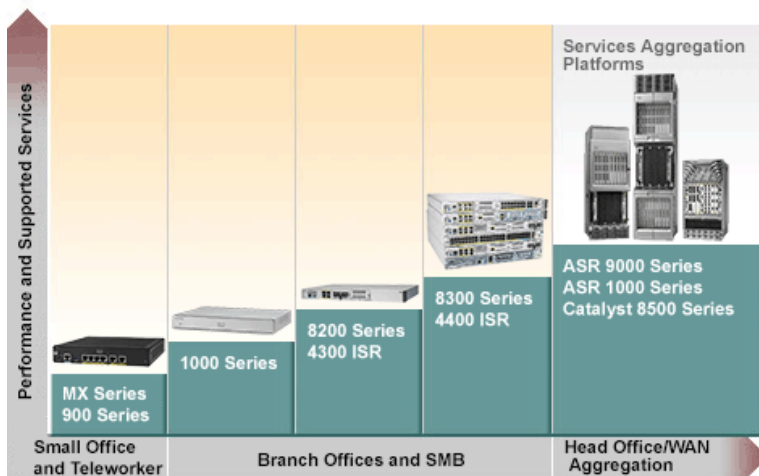 Performance and Supported Services
Services Aggregation
Platforms
MX Series
900 Series
1000 Series
8200 Series
4300 ISR
8300 Series
4400 ISR
ASR 9000 Series
ASR 1000 Series
Catalyst 8500 Series
Small Office
and Teleworker
Branch Offices and SMB
Head Office/WAN
Aggregation